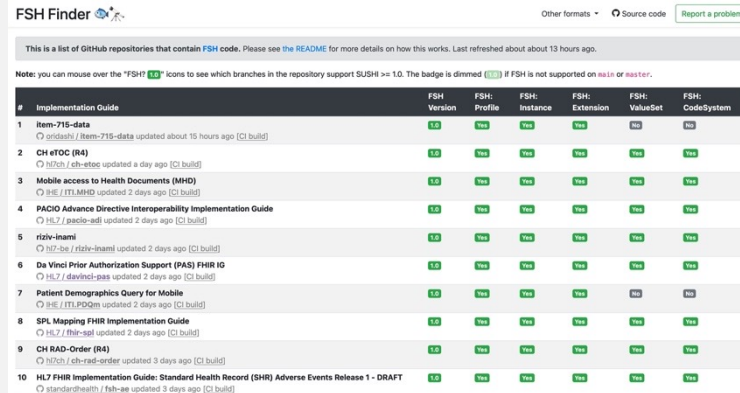 FSH Finder
Other formats Source code Report a problem
This is a list of GitHub repositories that contain FSH code. Please see the README for more details on how this works. Last refreshed about about 13 hours ago.
Note: you can mouse over the "FSH? 1.0" icons to see which branches in the repository support SUSHI >= 1.0. The badge is dimmed (1.0) if FSH is not supported on main or master.
# Implementation Guide FSH Version FSH: Profile FSH: Instance FSH: Extension FSH: ValueSet FSH: CodeSystem
1 item-715-data 1.0 Yes Yes Yes No No
oridashi / item-715-data updated about 15 hours ago [CI build]
2 CH eTOC (R4) 1.0 Yes Yes Yes Yes Yes
hl7ch / ch-etoc updated a day ago [CI build]
3 Mobile access to Health Documents (MHD) 1.0 Yes Yes Yes Yes Yes
IHE / ITI.MHD updated 2 days ago [CI build]
4 PACIO Advance Directive Interoperability Implementation Guide 1.0 Yes Yes Yes Yes Yes
HL7 / pacio-adi updated 2 days ago [CI build]
5 riziv-inami 1.0 Yes Yes Yes Yes Yes
hl7-be / riziv-inami updated 2 days ago [CI build]
6 Da Vinci Prior Authorization Support (PAS) FHIR IG 1.0 Yes Yes Yes Yes Yes
HL7 / davinci-pas updated 2 days ago [CI build]
7 Patient Demographics Query for Mobile 1.0 Yes Yes Yes No No
IHE / ITI.PDQm updated 2 days ago [CI build]
8 SPL Mapping FHIR Implementation Guide 1.0 Yes Yes Yes Yes Yes
HL7 / fhir-spl updated 2 days ago [CI build]
9 CH RAD-Order (R4) 1.0 Yes Yes Yes Yes Yes
hl7ch / ch-rad-order updated 3 days ago [CI build]
10 HL7 FHIR Implementation Guide: Standard Health Record (SHR) Adverse Events Release 1 - DRAFT 1.0 Yes Yes Yes Yes Yes
standardhealth / fsh-ae updated 3 days ago [CI build]